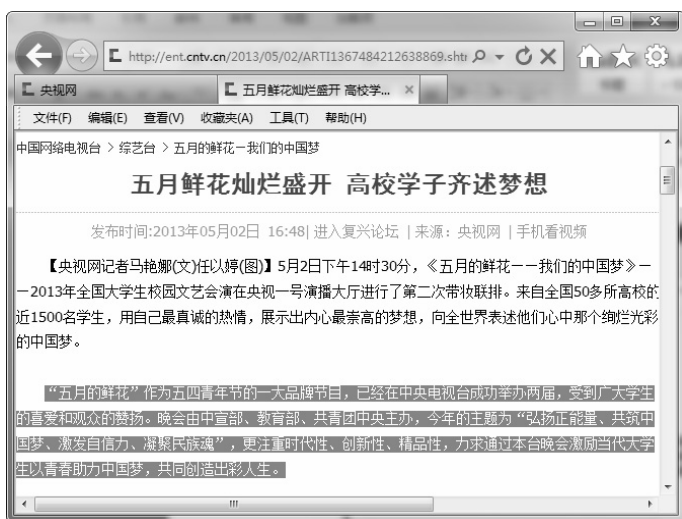 http://ent.cntv.cn/2013/05/02/ARTI1367484212638869.sht
央视网
五月鲜花灿烂盛开 高校学... ×
文件(F) 编辑(E) 查看(V) 收藏夹(A) 工具(T) 帮助(H)
中国网络电视台 > 综艺台 > 五月的鲜花—我们的中国梦
五月鲜花灿烂盛开 高校学子齐述梦想
发布时间:2013年05月02日 16:48| 进入复兴论坛 | 来源：央视网 | 手机看视频
【央视网记者马艳娜(文)任以婷(图)】5月2日下午14时30分，《五月的鲜花——我们的中国梦》—
—2013年全国大学生校园文艺会演在央视一号演播大厅进行了第二次带妆联排。来自全国50多所高校的
近1500名学生，用自己最真诚的热情，展示出内心最崇高的梦想，向全世界表述他们心中那个绚烂光彩
的中国梦。
“五月的鲜花”作为五四青年节的一大品牌节目，已经在中央电视台成功举办两届，受到广大学生
的喜爱和观众的赞扬。晚会由中宣部、教育部、共青团中央主办，今年的主题为“弘扬正能量、共筑中
国梦、激发自信力、凝聚民族魂”，更注重时代性、创新性、精品性，力求通过本台晚会激励当代大学
生以青春助力中国梦，共同创造出彩人生。